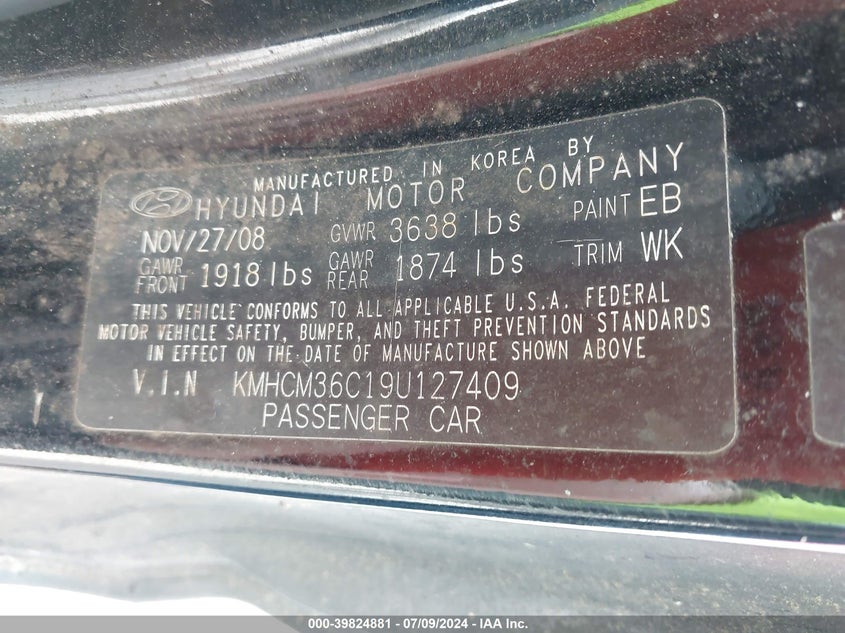 MANUFACTURED IN KOREA BY
HYUNDAI MOTOR COMPANY
NOV/27/08 GVWR 3638 lbs PAINT EB
GAWR FRONT 1918 lbs GAWR REAR 1874 lbs TRIM WK
THIS VEHICLE CONFORMS TO ALL APPLICABLE U.S.A. FEDERAL
MOTOR VEHICLE SAFETY, BUMPER, AND THEFT PREVENTION STANDARDS
IN EFFECT ON THE DATE OF MANUFACTURE SHOWN ABOVE
V.I.N KMHCM36C19U127409
PASSENGER CAR
000-39824881 - 07/09/2024 - IAA Inc.